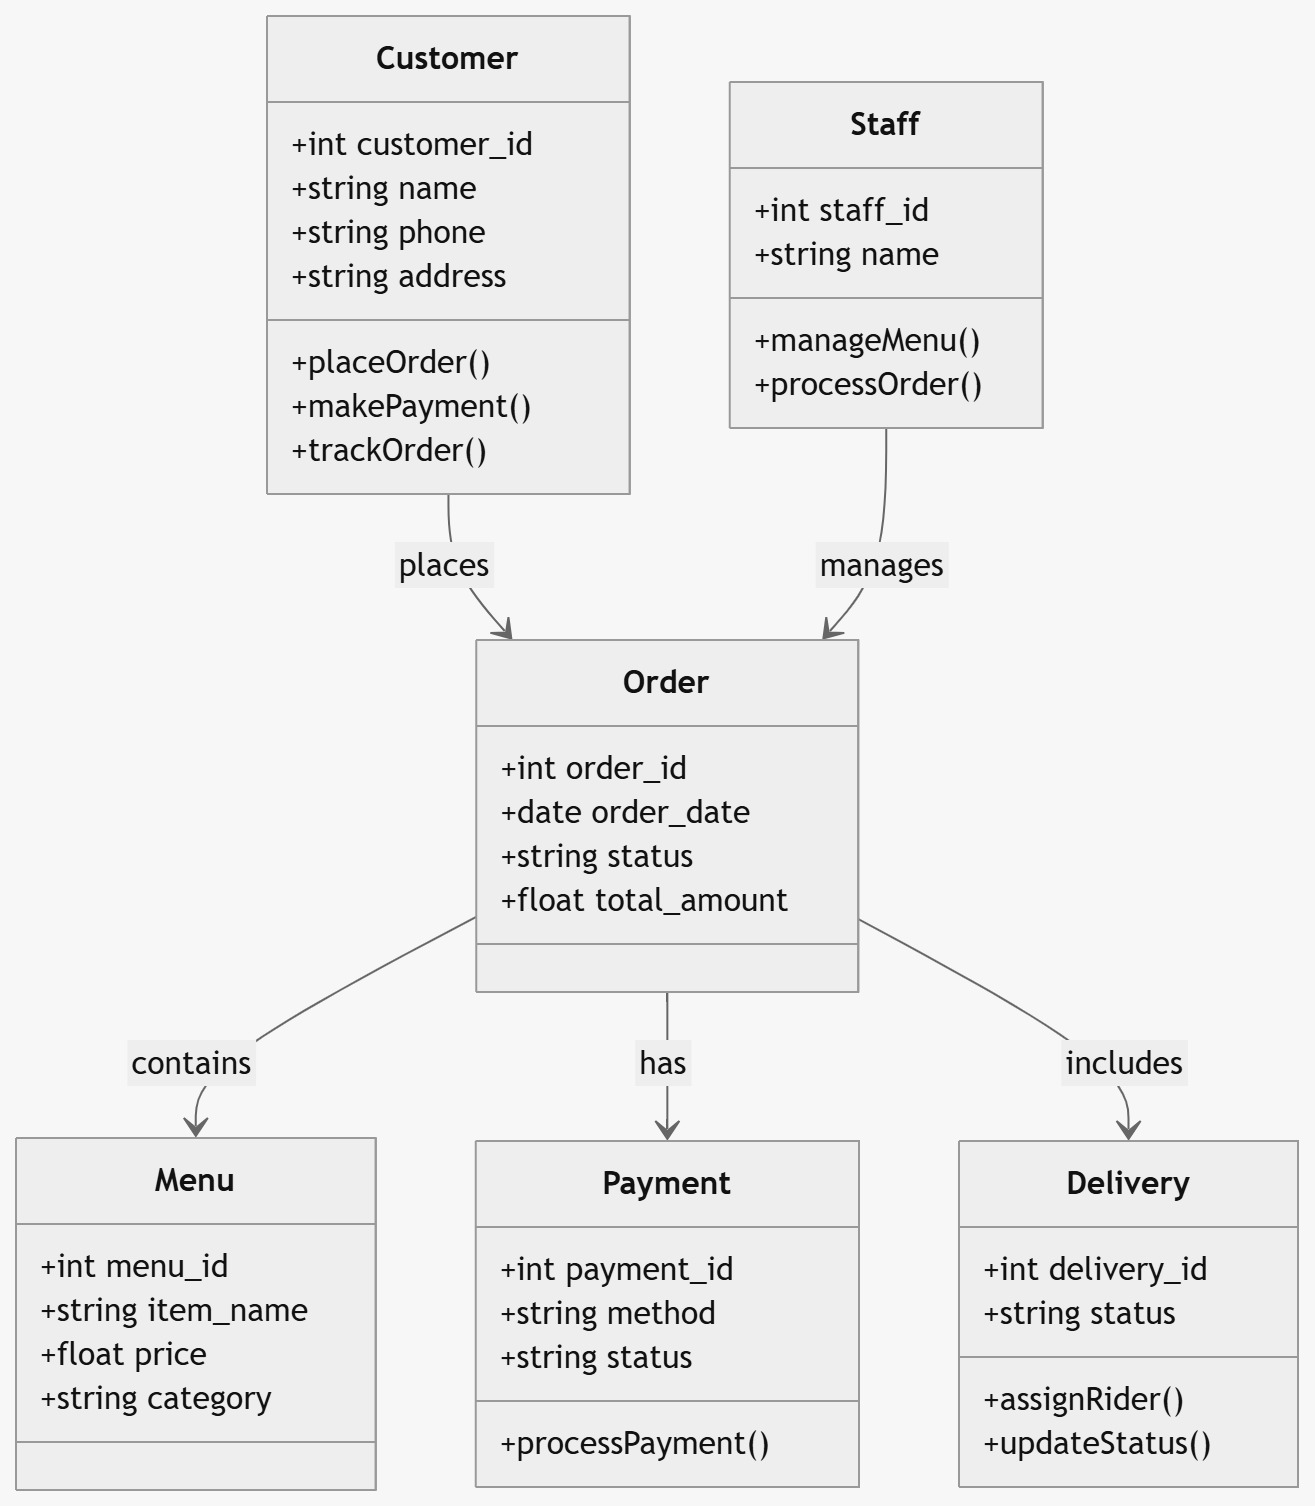 Customer
+int customer_id
+string name
+string phone
+string address
+placeOrder()
+makePayment()
+trackOrder()
Staff
+int staff_id
+string name
+manageMenu()
+processOrder()
places
manages
Order
+int order_id
+date order_date
+string status
+float total_amount
contains
has
includes
Menu
+int menu_id
+string item_name
+float price
+string category
Payment
+int payment_id
+string method
+string status
+processPayment()
Delivery
+int delivery_id
+string status
+assignRider()
+updateStatus()